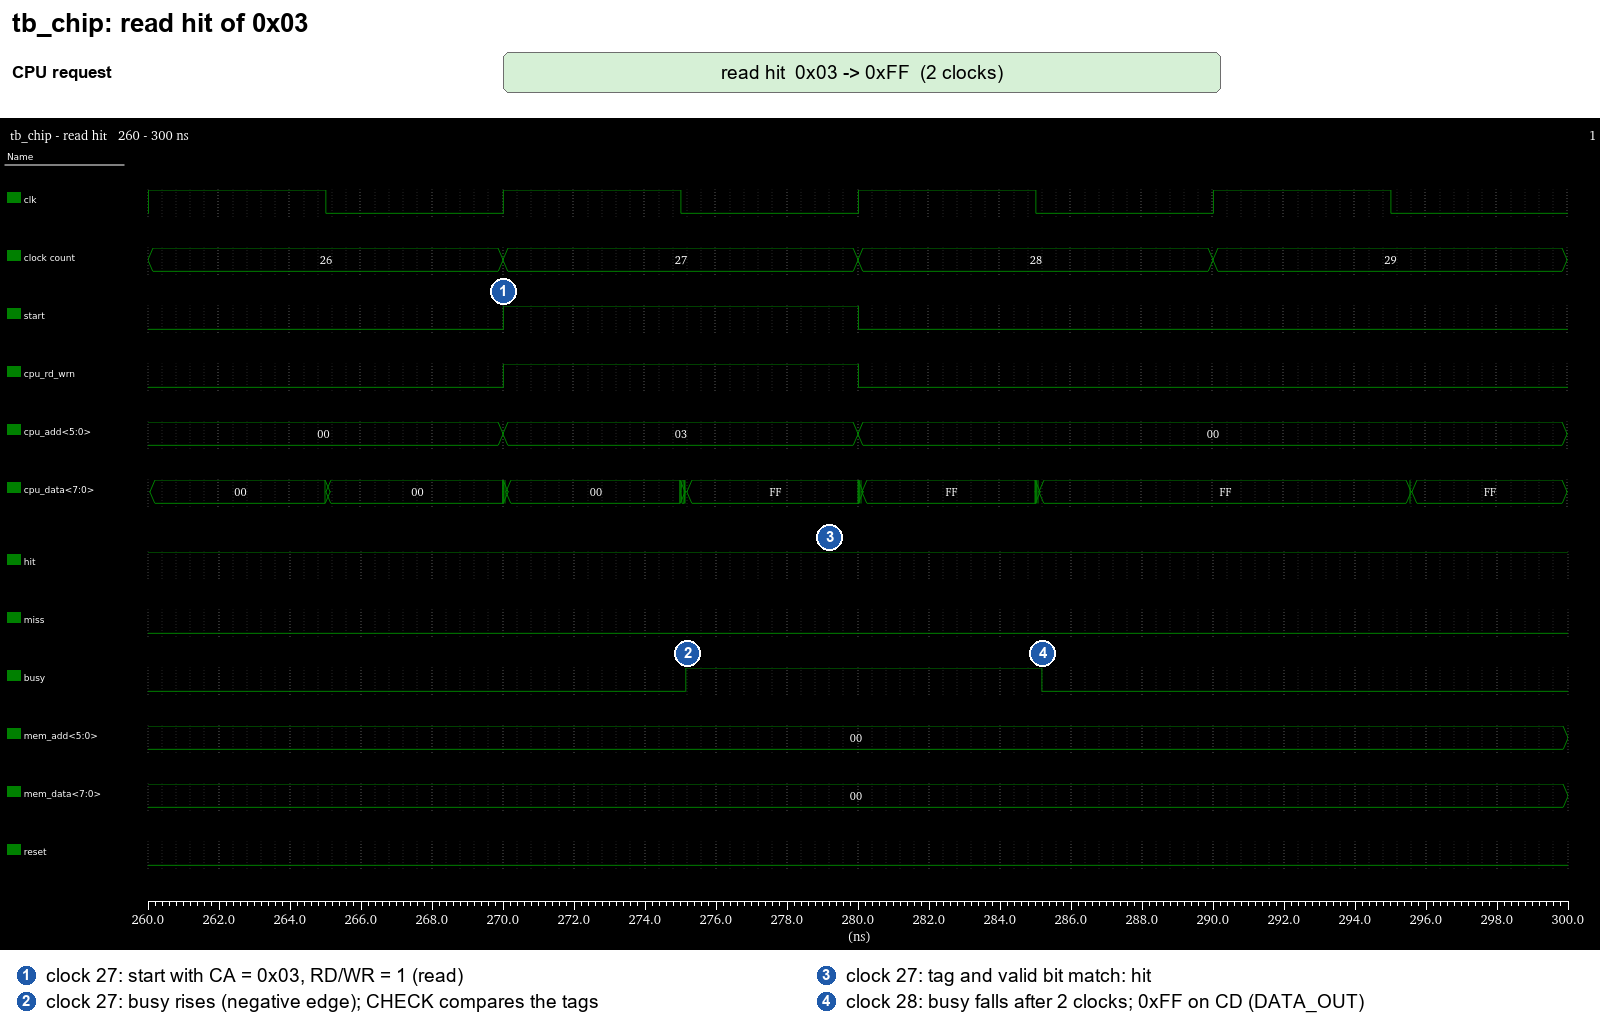 tb_chip: read hit of 0x03
CPU request
read hit 0x03 -> 0xFF (2 clocks)
tb_chip - read hit 260 - 300 ns 1
Name
clk
clock count 26 27 28 29
1
start
cpu_rd_wrn
cpu_add<5:0> 00 03 00
cpu_data<7:0> 00 00 00 FF FF FF FF
3
hit
miss
2 4
busy
mem_add<5:0> 00
mem_data<7:0> 00
reset
260.0 262.0 264.0 266.0 268.0 270.0 272.0 274.0 276.0 278.0 280.0 282.0 284.0 286.0 288.0 290.0 292.0 294.0 296.0 298.0 300.0
(ns)
1 clock 27: start with CA = 0x03, RD/WR = 1 (read)
2 clock 27: busy rises (negative edge); CHECK compares the tags
3 clock 27: tag and valid bit match: hit
4 clock 28: busy falls after 2 clocks; 0xFF on CD (DATA_OUT)